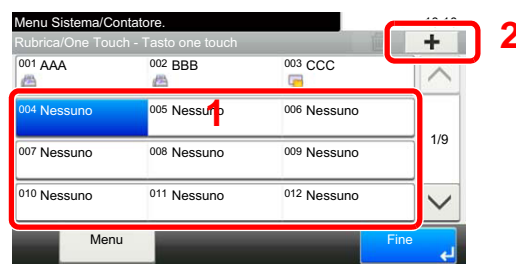 Menu Sistema/Contatore.
Rubrica/One Touch - Tasto one touch
+ 2
001 AAA 002 BBB 003 CCC
004 Nessuno 005 Nessuno 006 Nessuno
1
1/9
007 Nessuno 008 Nessuno 009 Nessuno
010 Nessuno 011 Nessuno 012 Nessuno
Menu Fine